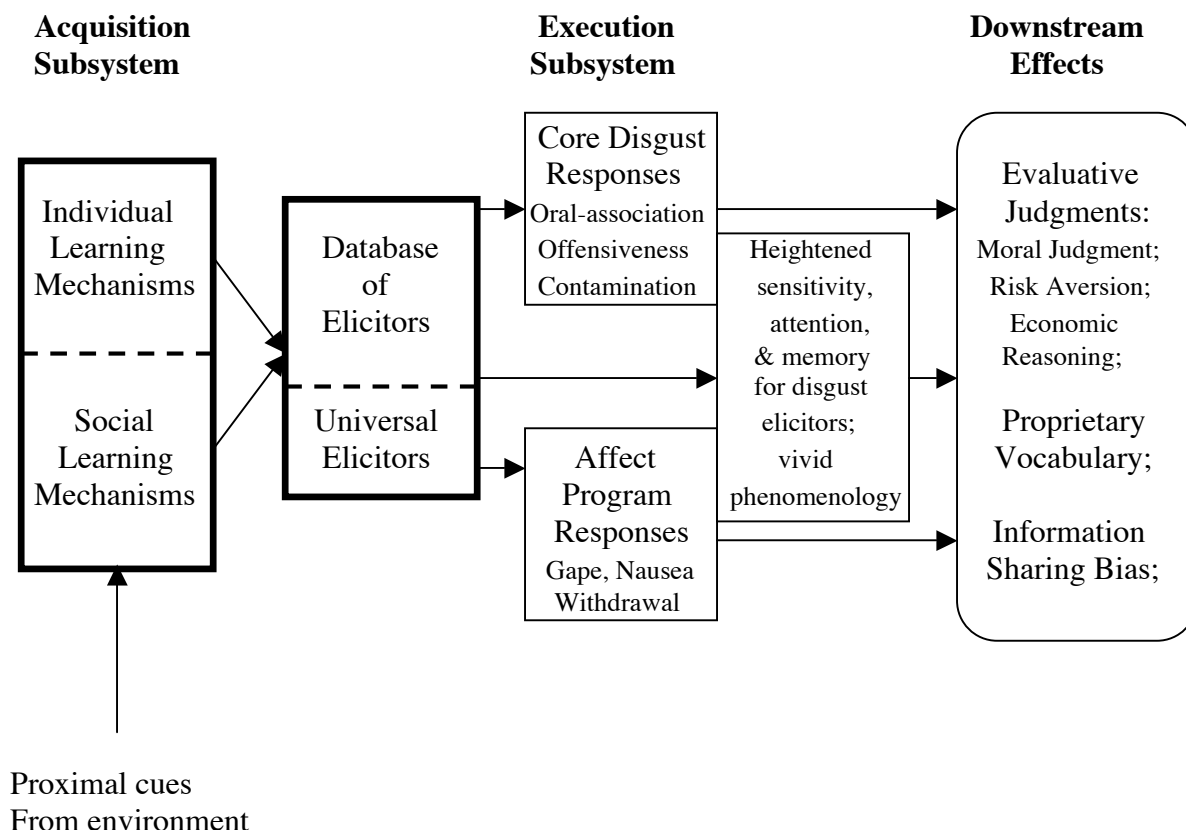 Acquisition
Subsystem
Execution
Subsystem
Downstream
Effects
Individual
Learning
Mechanisms
Social
Learning
Mechanisms
Database
of
Elicitors
Universal
Elicitors
Core Disgust
Responses
Oral-association
Offensiveness
Contamination
Affect
Program
Responses
Gape, Nausea
Withdrawal
Heightened
sensitivity,
attention,
& memory
for disgust
elicitors;
vivid
phenomenology
Evaluative
Judgments:
Moral Judgment;
Risk Aversion;
Economic
Reasoning;
Proprietary
Vocabulary;
Information
Sharing Bias;
Proximal cues
From environment